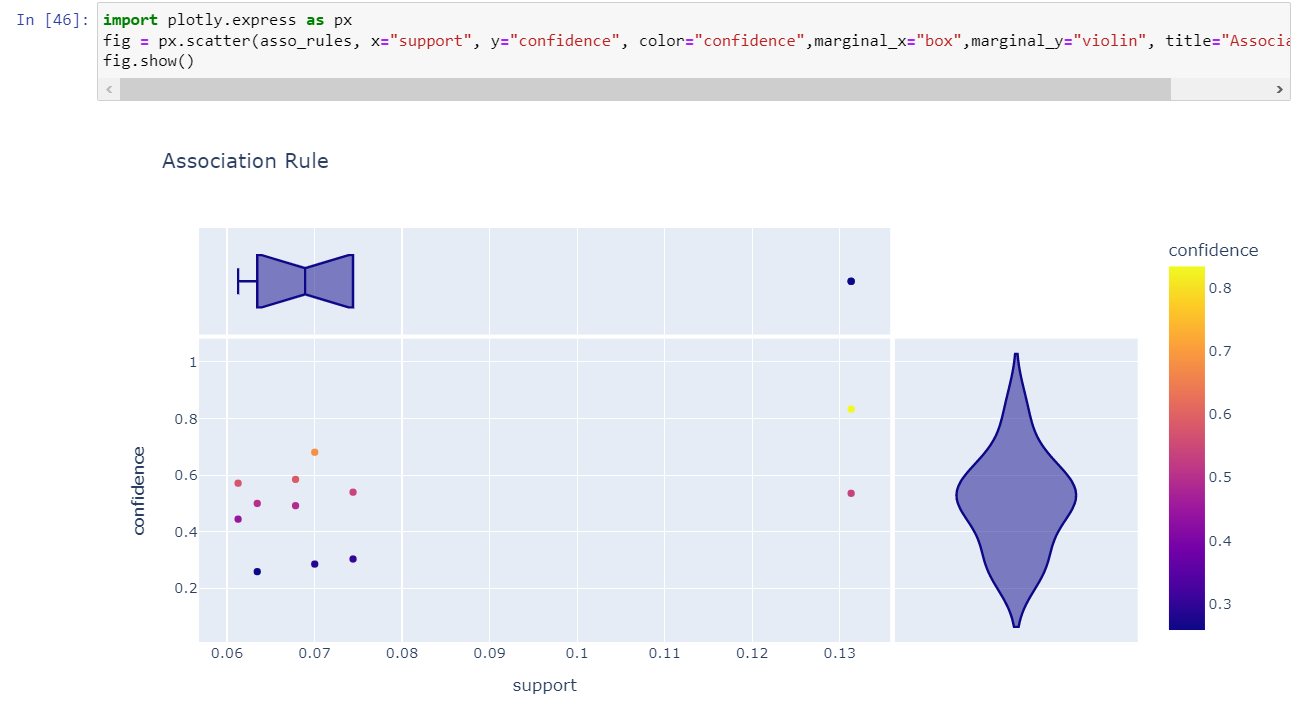 In [46]: import plotly.express as px
fig = px.scatter(asso_rules, x="support", y="confidence", color="confidence",marginal_x="box",marginal_y="violin", title="Associa
fig.show()
Association Rule
confidence
0.8
0.7
0.6
0.5
0.4
0.3
1
0.8
0.6
0.4
0.2
confidence
0.06 0.07 0.08 0.09 0.1 0.11 0.12 0.13
support